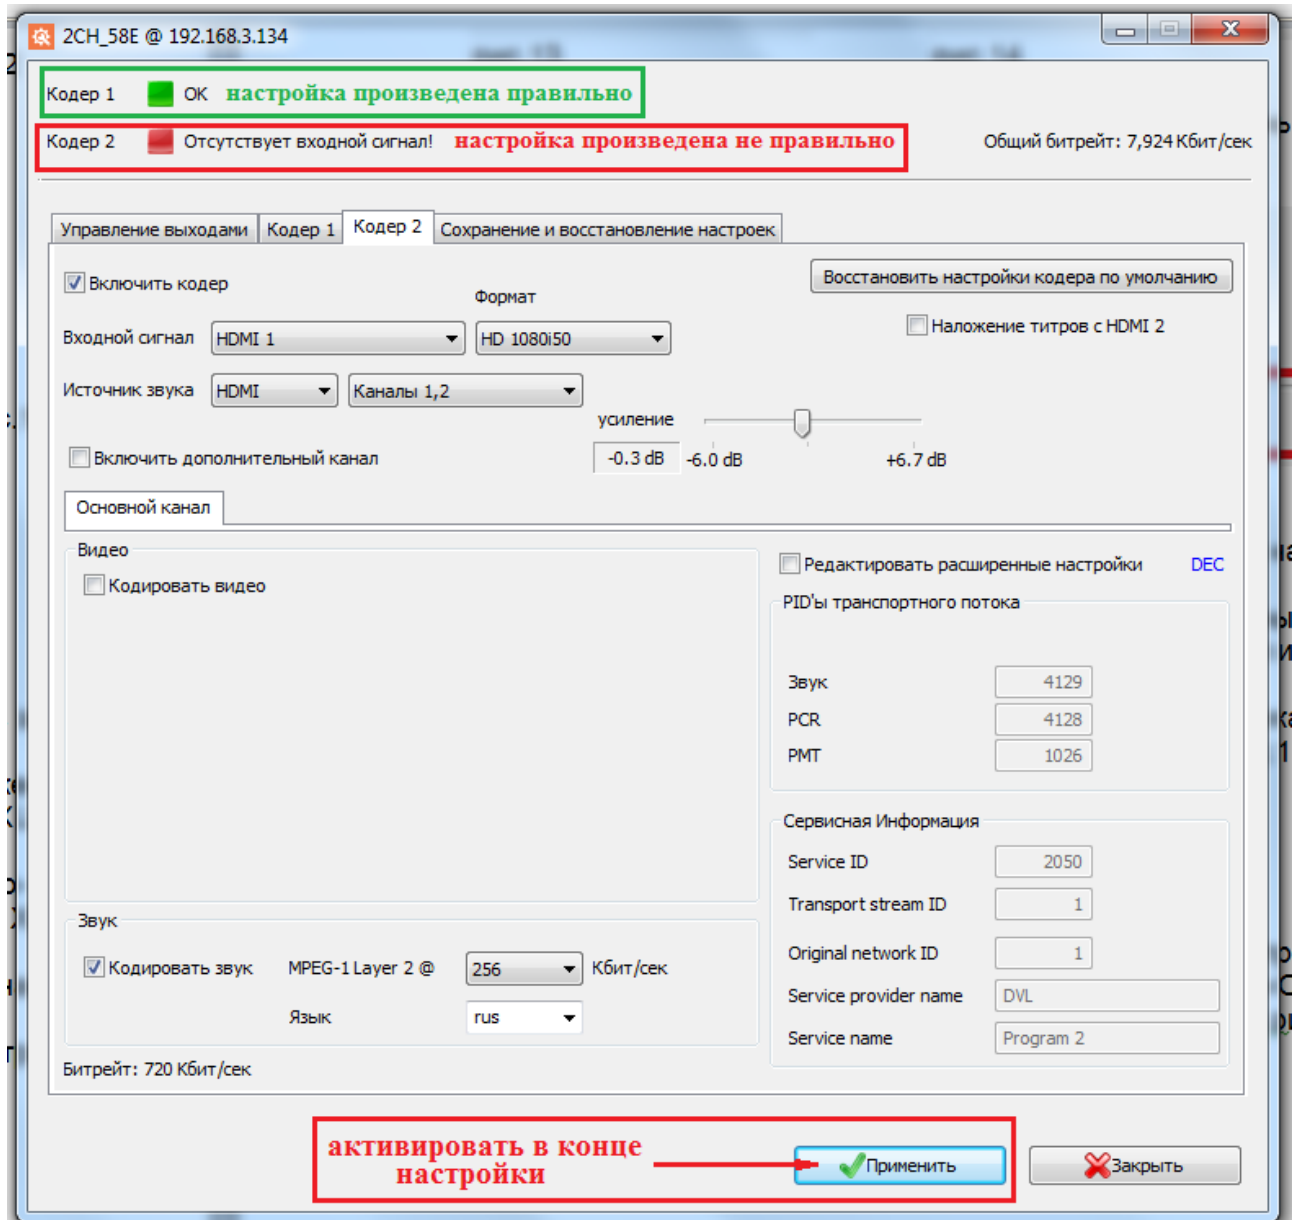 2CH_58E @ 192.168.3.134
Кодер 1 OK настройка произведена правильно
Кодер 2 Отсутствует входной сигнал! настройка произведена не правильно Общий битрейт: 7,924 Кбит/сек
Управление выходами Кодер 1 Кодер 2 Сохранение и восстановление настроек
Включить кодер Восстановить настройки кодера по умолчанию
Формат
Входной сигнал HDMI 1 HD 1080i50 Наложение титров с HDMI 2
Источник звука HDMI Каналы 1,2
усиление
Включить дополнительный канал -0.3 dB -6.0 dB +6.7 dB
Основной канал
Видео
Кодировать видео
Редактировать расширенные настройки DEC
PID'ы транспортного потока
Звук 4129
PCR 4128
PMT 1026
Сервисная Информация
Service ID 2050
Transport stream ID 1
Original network ID 1
Service provider name DVL
Service name Program 2
Звук
Кодировать звук MPEG-1 Layer 2 @ 256 Кбит/сек
Язык rus
Битрейт: 720 Кбит/сек
активировать в конце
настройки
Применить Закрыть